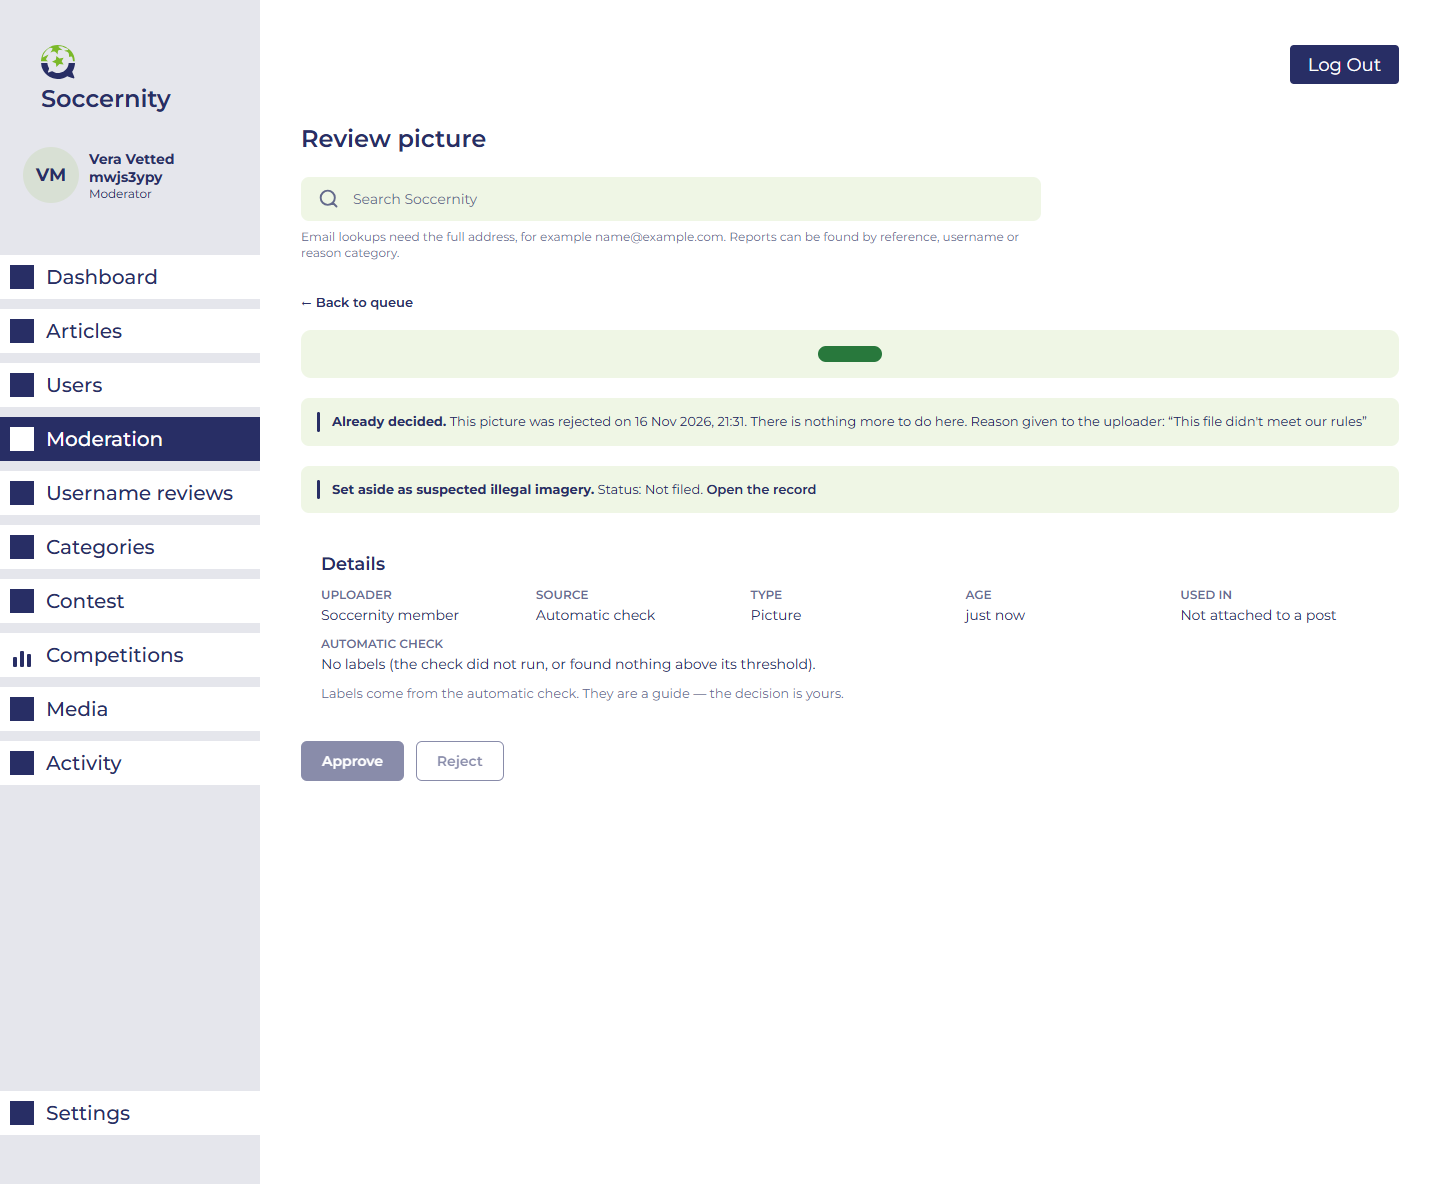 Soccernity
VM
Vera Vetted
mwjs3ypy
Moderator
Dashboard
Articles
Users
Moderation
Username reviews
Categories
Contest
Competitions
Media
Activity
Settings
Log Out
Review picture
Search Soccernity
Email lookups need the full address, for example name@example.com. Reports can be found by reference, username or
reason category.
← Back to queue
Already decided. This picture was rejected on 16 Nov 2026, 21:31. There is nothing more to do here. Reason given to the uploader: “This file didn't meet our rules”
Set aside as suspected illegal imagery. Status: Not filed. Open the record
Details
UPLOADER
Soccernity member
SOURCE
Automatic check
TYPE
Picture
AGE
just now
USED IN
Not attached to a post
AUTOMATIC CHECK
No labels (the check did not run, or found nothing above its threshold).
Labels come from the automatic check. They are a guide — the decision is yours.
Approve
Reject